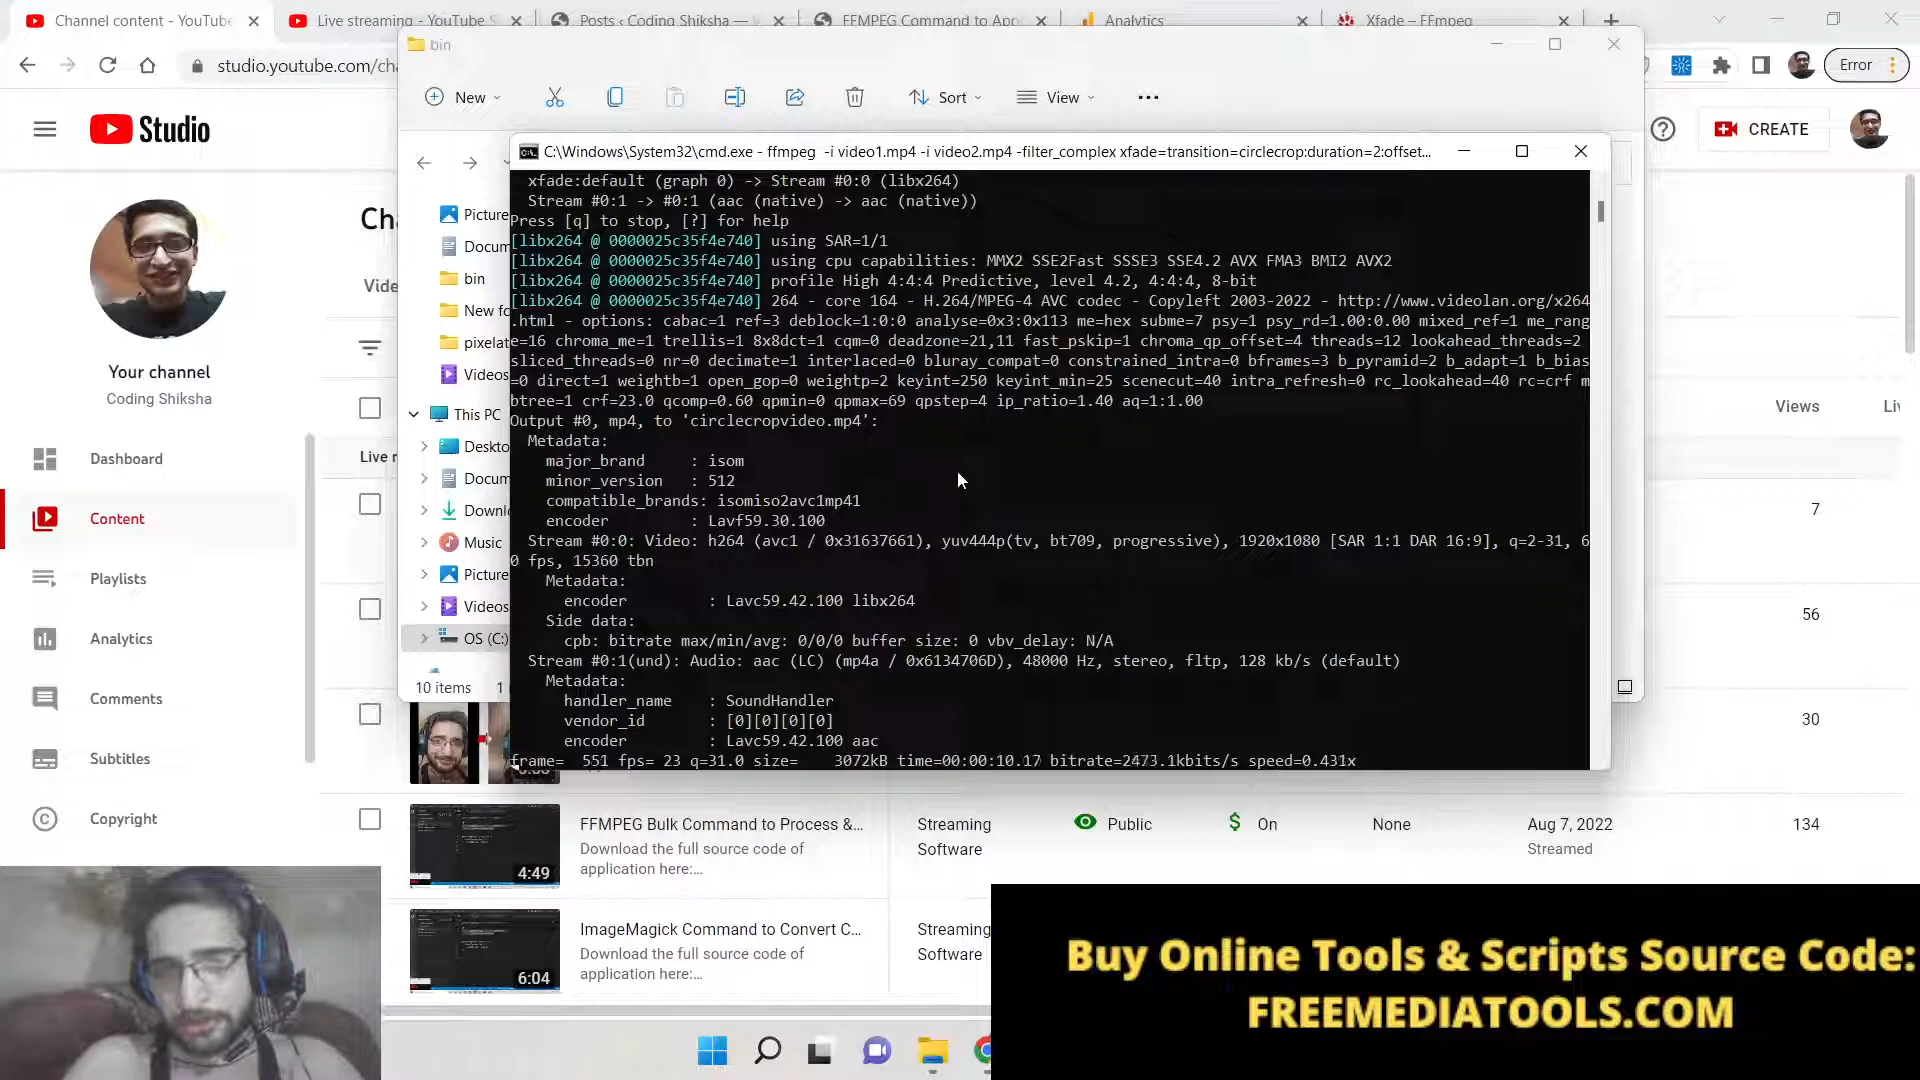 Channel content - YouTube
Live streaming - YouTube S
Posts ‹ Coding Shiksha —
FFMPEG Command to App
Analytics
Xfade – FFmpeg
studio.youtube.com/cha
Error
bin
New
Sort
View
Studio
CREATE
C:\Windows\System32\cmd.exe - ffmpeg -i video1.mp4 -i video2.mp4 -filter_complex xfade=transition=circlecrop:duration=2:offset...
xfade:default (graph 0) -> Stream #0:0 (libx264)
Stream #0:1 -> #0:1 (aac (native) -> aac (native))
Press [q] to stop, [?] for help
[libx264 @ 0000025c35f4e740] using SAR=1/1
[libx264 @ 0000025c35f4e740] using cpu capabilities: MMX2 SSE2Fast SSSE3 SSE4.2 AVX FMA3 BMI2 AVX2
[libx264 @ 0000025c35f4e740] profile High 4:4:4 Predictive, level 4.2, 4:4:4, 8-bit
[libx264 @ 0000025c35f4e740] 264 - core 164 - H.264/MPEG-4 AVC codec - Copyleft 2003-2022 - http://www.videolan.org/x264
.html - options: cabac=1 ref=3 deblock=1:0:0 analyse=0x3:0x113 me=hex subme=7 psy=1 psy_rd=1.00:0.00 mixed_ref=1 me_rang
e=16 chroma_me=1 trellis=1 8x8dct=1 cqm=0 deadzone=21,11 fast_pskip=1 chroma_qp_offset=4 threads=12 lookahead_threads=2
sliced_threads=0 nr=0 decimate=1 interlaced=0 bluray_compat=0 constrained_intra=0 bframes=3 b_pyramid=2 b_adapt=1 b_bias
=0 direct=1 weightb=1 open_gop=0 weightp=2 keyint=250 keyint_min=25 scenecut=40 intra_refresh=0 rc_lookahead=40 rc=crf m
btree=1 crf=23.0 qcomp=0.60 qpmin=0 qpmax=69 qpstep=4 ip_ratio=1.40 aq=1:1.00
Output #0, mp4, to 'circlecropvideo.mp4':
Metadata:
major_brand : isom
minor_version : 512
compatible_brands: isomiso2avc1mp41
encoder : Lavf59.30.100
Stream #0:0: Video: h264 (avc1 / 0x31637661), yuv444p(tv, bt709, progressive), 1920x1080 [SAR 1:1 DAR 16:9], q=2-31, 6
0 fps, 15360 tbn
Metadata:
encoder : Lavc59.42.100 libx264
Side data:
cpb: bitrate max/min/avg: 0/0/0 buffer size: 0 vbv_delay: N/A
Stream #0:1(und): Audio: aac (LC) (mp4a / 0x6134706D), 48000 Hz, stereo, fltp, 128 kb/s (default)
Metadata:
handler_name : SoundHandler
vendor_id : [0][0][0][0]
encoder : Lavc59.42.100 aac
frame= 551 fps= 23 q=31.0 size= 3072kB time=00:00:10.17 bitrate=2473.1kbits/s speed=0.431x
Picture
Docum
bin
New fo
pixelat
Videos
This PC
Deskto
Docum
Downlo
Music
Picture
Videos
OS (C:)
10 items
1
Cha
Vide
Live r
Views
Liv
7
56
30
Your channel
Coding Shiksha
Dashboard
Content
Playlists
Analytics
Comments
Subtitles
Copyright
4:49
FFMPEG Bulk Command to Process &...
Download the full source code of
application here:...
Streaming
Software
Public
On
None
Aug 7, 2022
Streamed
134
6:04
ImageMagick Command to Convert C...
Download the full source code of
application here:...
Streaming
Software
Buy Online Tools & Scripts Source Code:
FREEMEDIATOOLS.COM